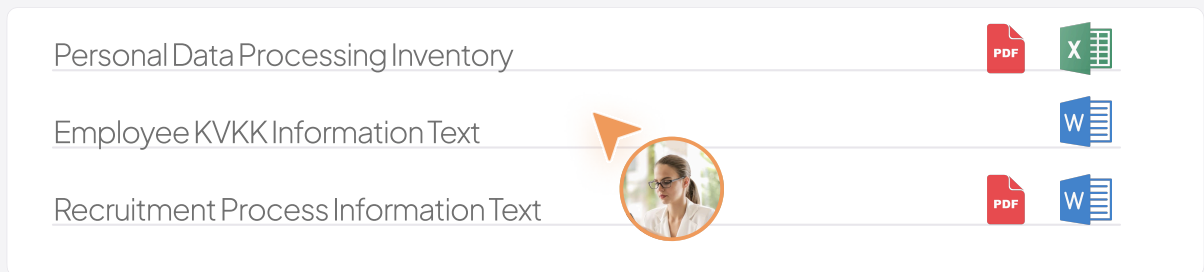 Personal Data Processing Inventory PDF X
Employee KVKK Information Text W
Recruitment Process Information Text PDF W